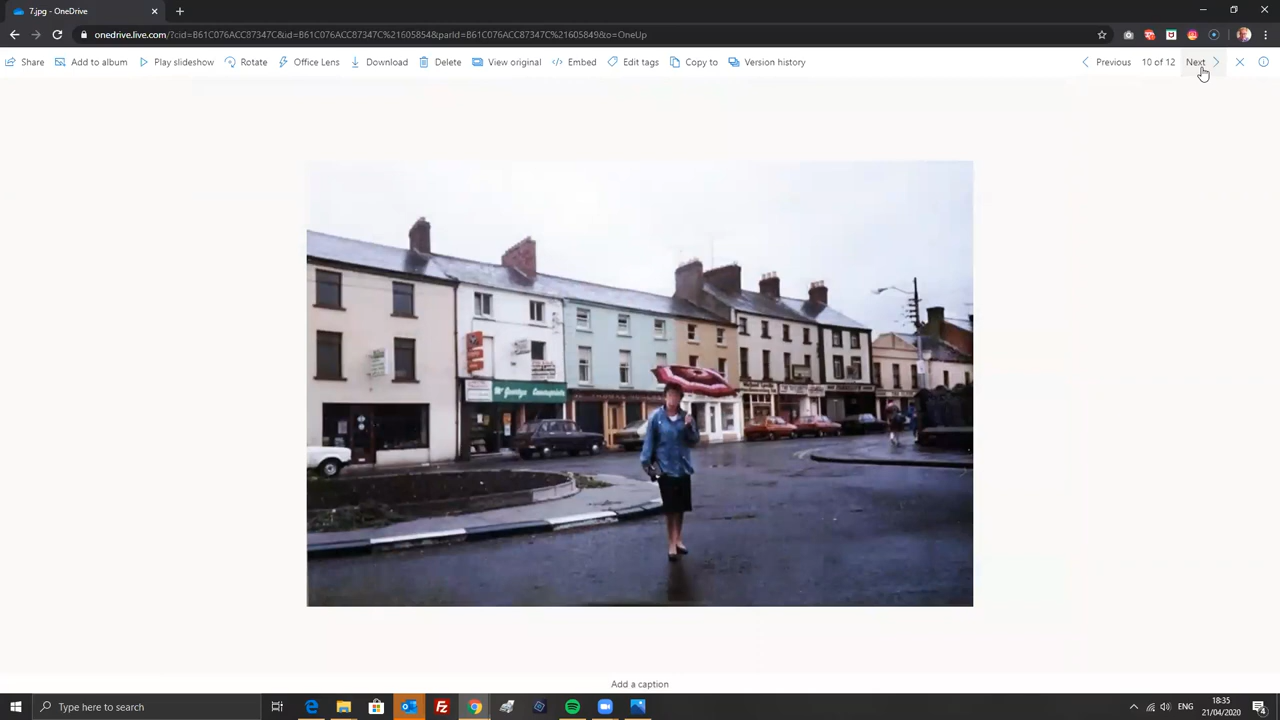 7.jpg - OneDrive
onedrive.live.com/?cid=B61C076ACC87347C&id=B61C076ACC87347C%21605854&parId=B61C076ACC87347C%21605849&o=OneUp
Share Add to album Play slideshow Rotate Office Lens Download Delete View original Embed Edit tags Copy to Version history Previous 10 of 12 Next
Add a caption
Type here to search
ENG
18:35
21/04/2020